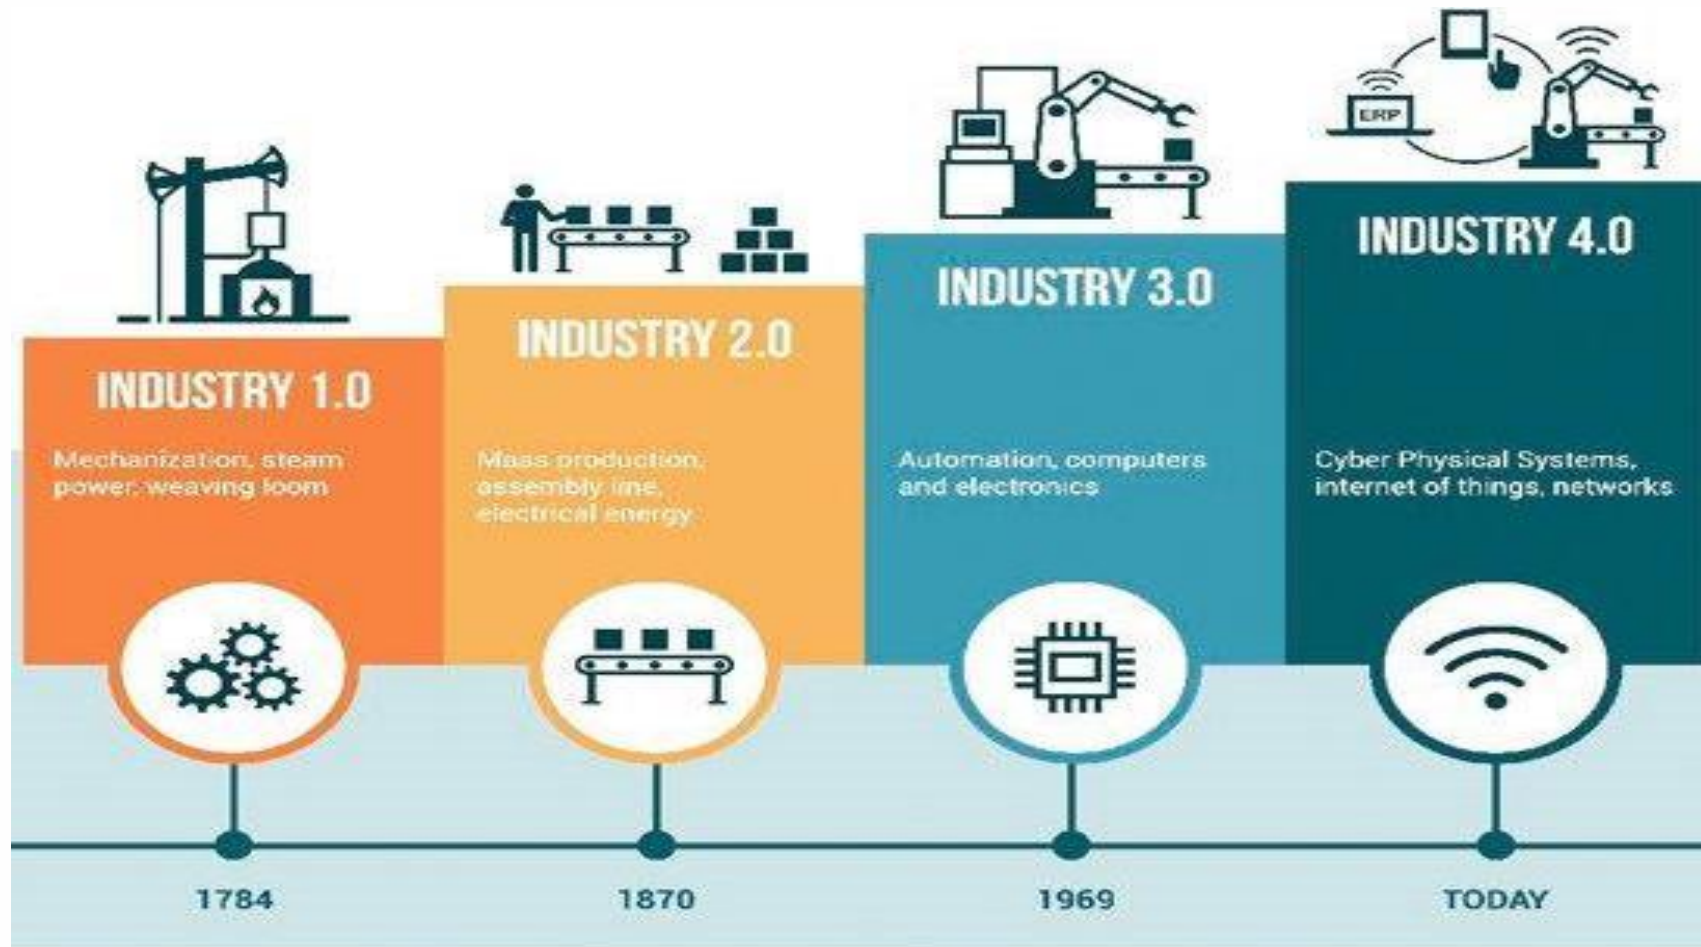 ERP
INDUSTRY 4.0
INDUSTRY 3.0
INDUSTRY 2.0
INDUSTRY 1.0
Mechanization, steam
power, weaving loom
Mass production,
assembly line,
electrical energy
Automation, computers
and electronics
Cyber Physical Systems,
internet of things, networks
1784
1870
1969
TODAY